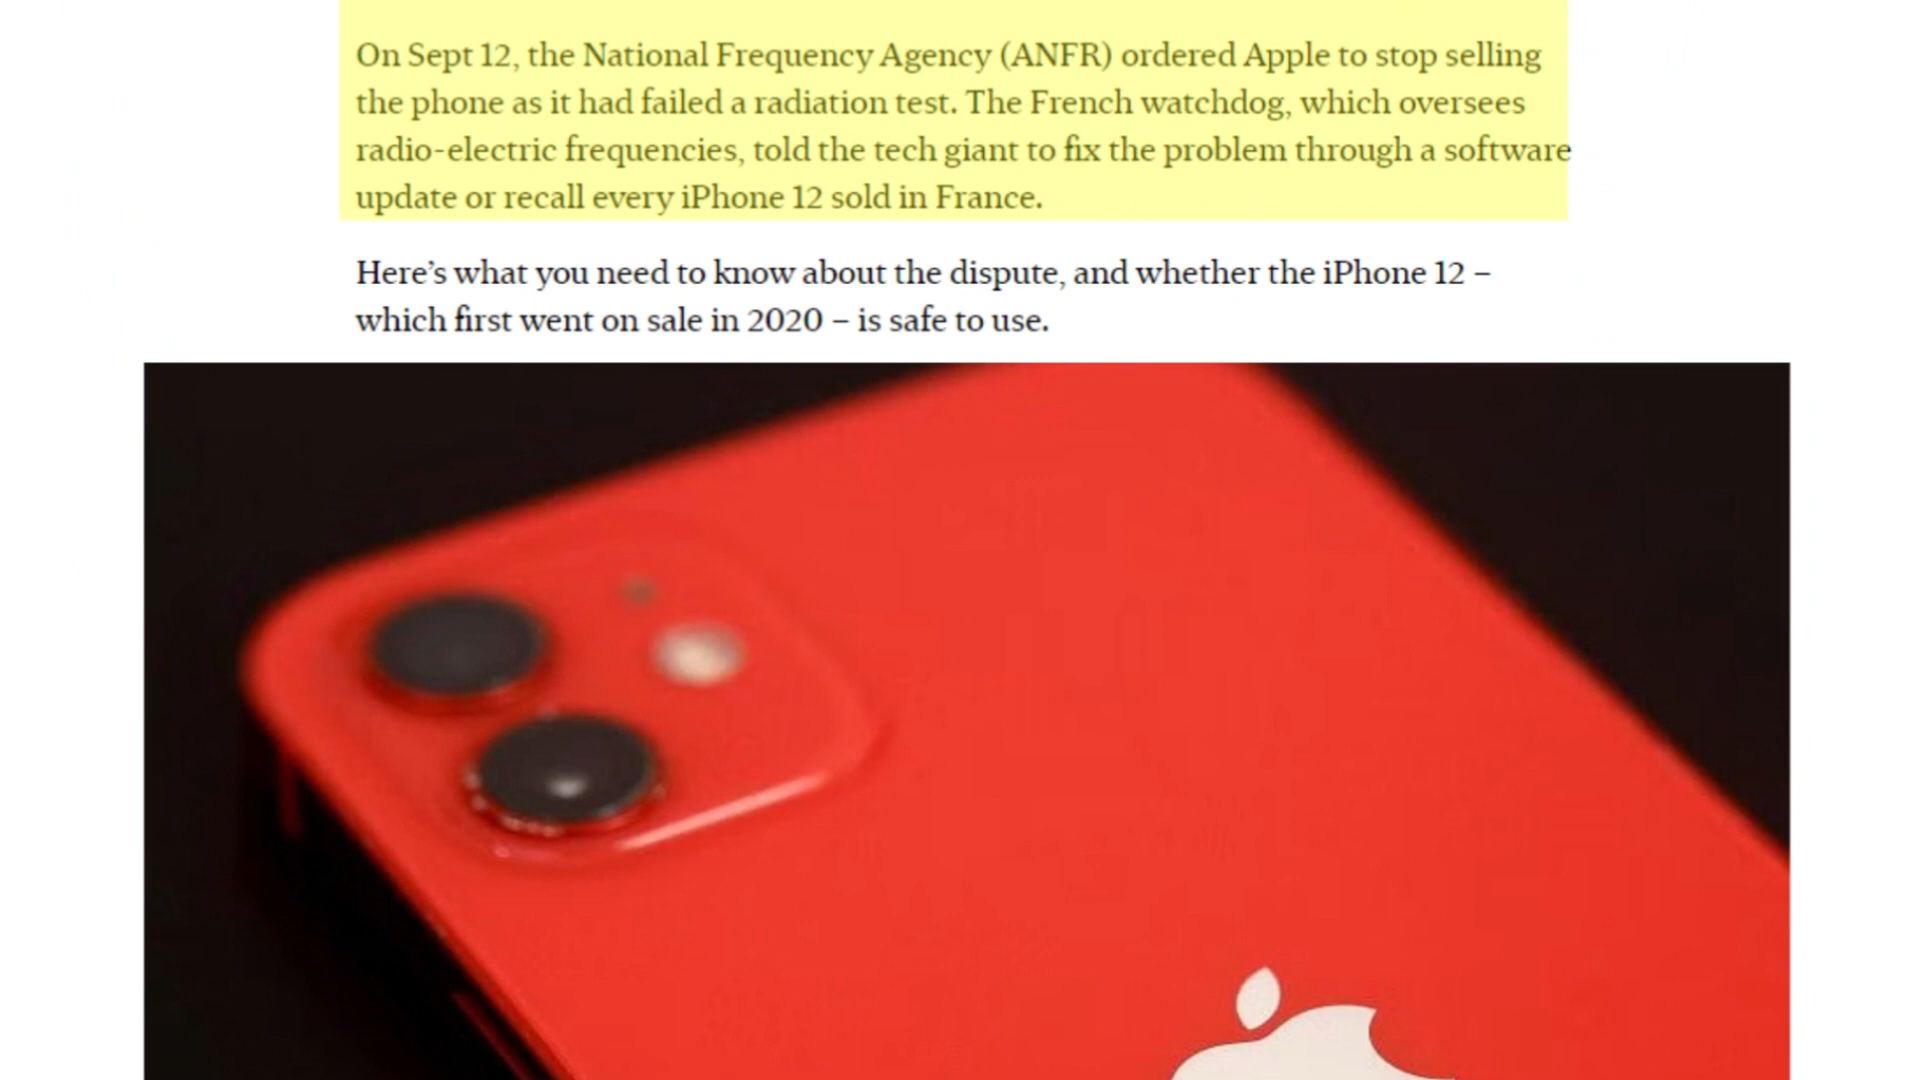 On Sept 12, the National Frequency Agency (ANFR) ordered Apple to stop selling
the phone as it had failed a radiation test. The French watchdog, which oversees
radio-electric frequencies, told the tech giant to fix the problem through a software
update or recall every iPhone 12 sold in France.
Here’s what you need to know about the dispute, and whether the iPhone 12 –
which first went on sale in 2020 – is safe to use.